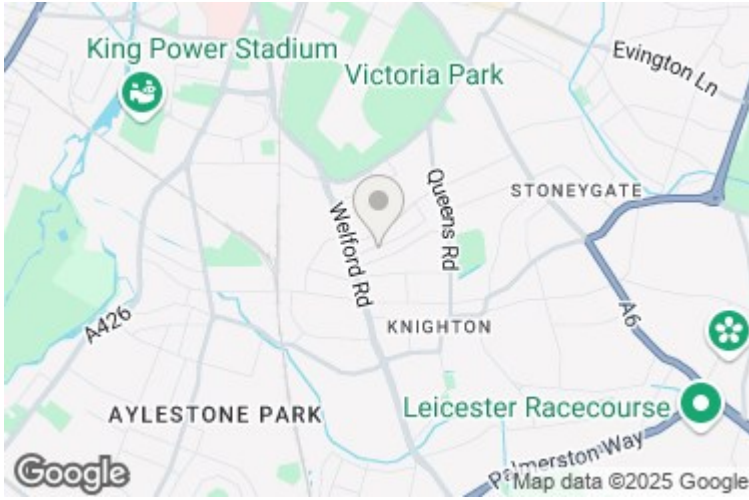 King Power Stadium
Victoria Park
Evington Ln
Queens Rd
STONEYGATE
Welford Rd
A426
KNIGHTON
A6
AYLESTONE PARK
Leicester Racecourse
Palmerston Way
Google
Map data ©2025 Google